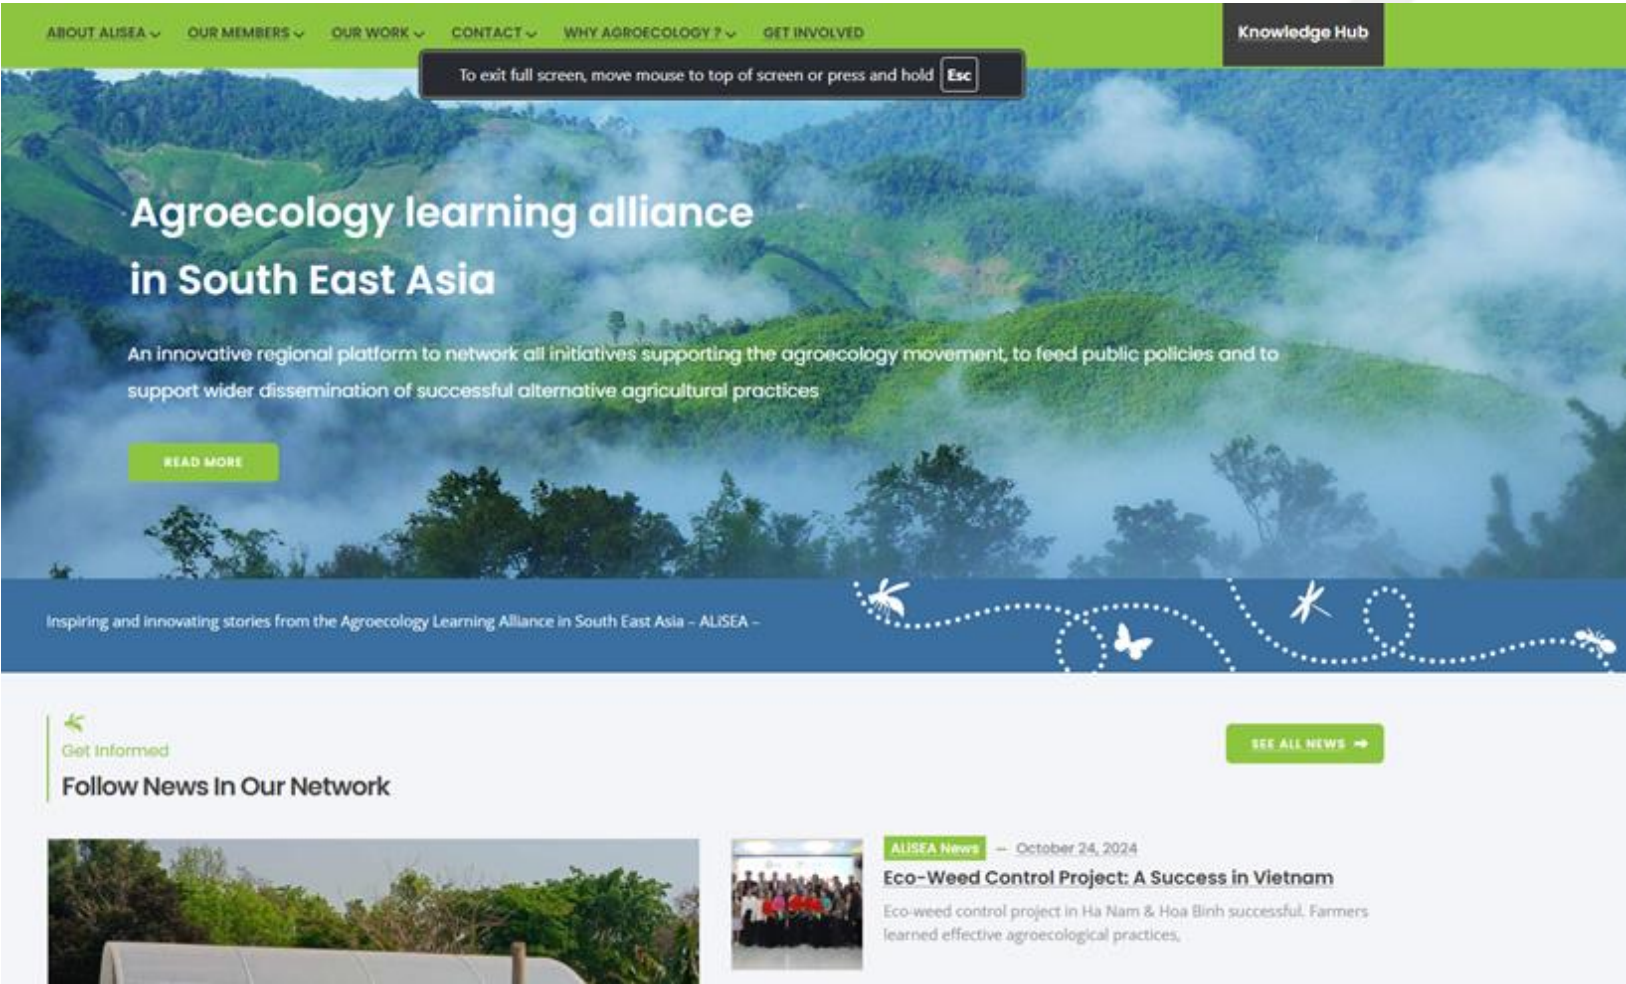 ABOUT ALISEA OUR MEMBERS OUR WORK CONTACT WHY AGROECOLOGY ? GET INVOLVED Knowledge Hub
To exit full screen, move mouse to top of screen or press and hold Esc
Agroecology learning alliance
in South East Asia
An innovative regional platform to network all initiatives supporting the agroecology movement, to feed public policies and to
support wider dissemination of successful alternative agricultural practices
READ MORE
Inspiring and innovating stories from the Agroecology Learning Alliance in South East Asia – ALiSEA –
Get Informed
SEE ALL NEWS
Follow News In Our Network
ALiSEA News – October 24, 2024
Eco-Weed Control Project: A Success in Vietnam
Eco-weed control project in Ha Nam & Hoa Binh successful. Farmers
learned effective agroecological practices,